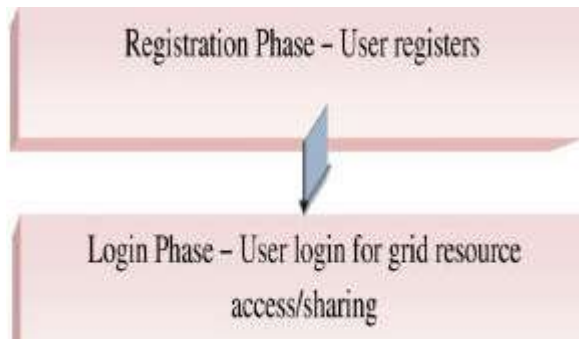 Registration Phase – User registers
Login Phase – User login for grid resource
access/sharing